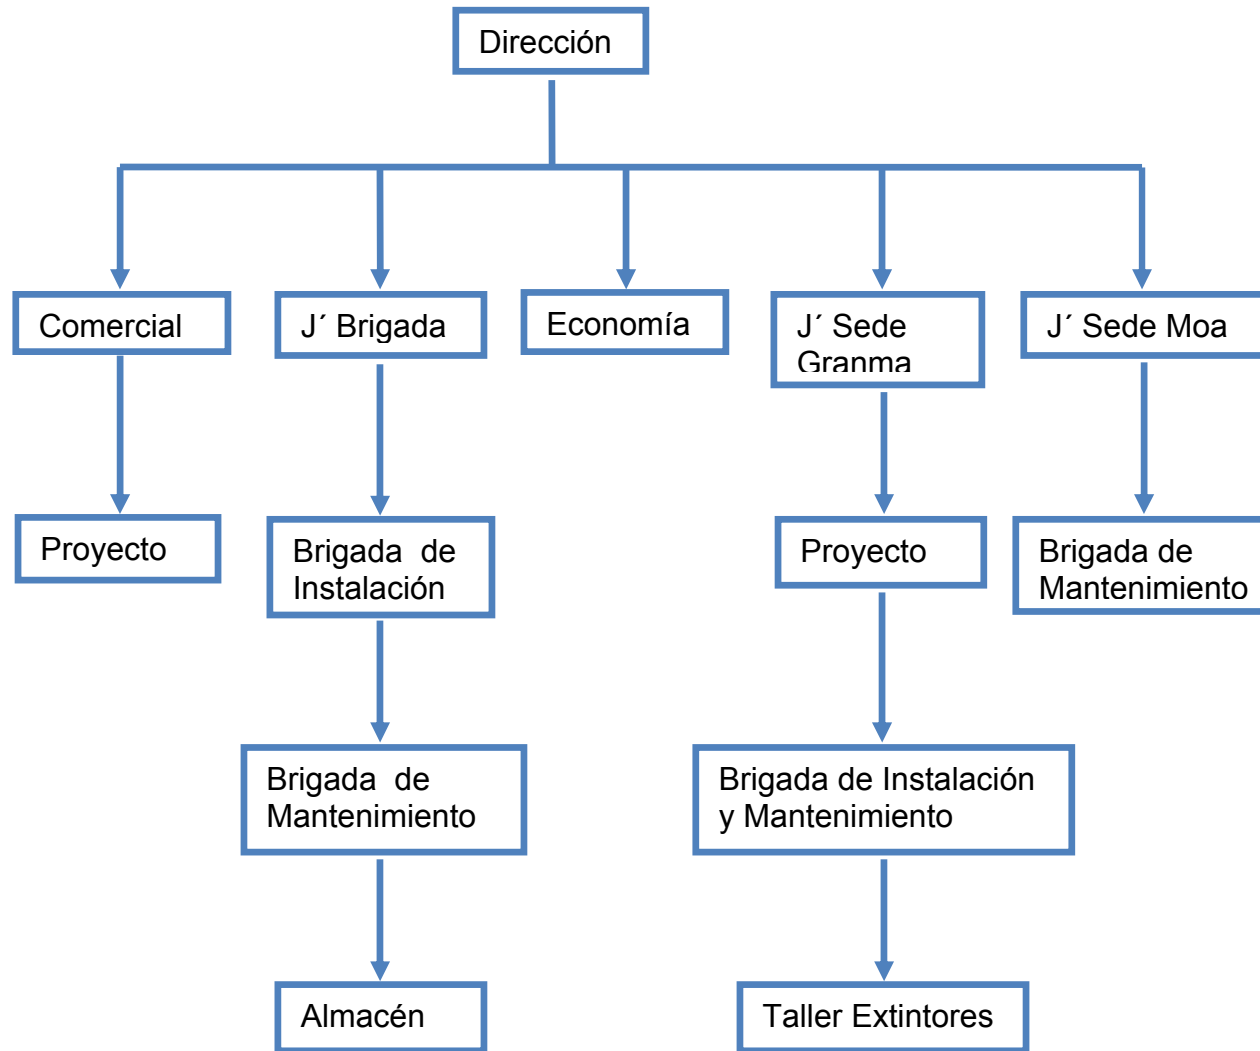 Dirección
Comercial
J´ Brigada
Economía
J´ Sede
Granma
J´ Sede Moa
Proyecto
Brigada  de
Instalación
Proyecto
Brigada de
Mantenimiento
Brigada  de
Mantenimiento
Brigada de Instalación
y Mantenimiento
Almacén
Taller Extintores